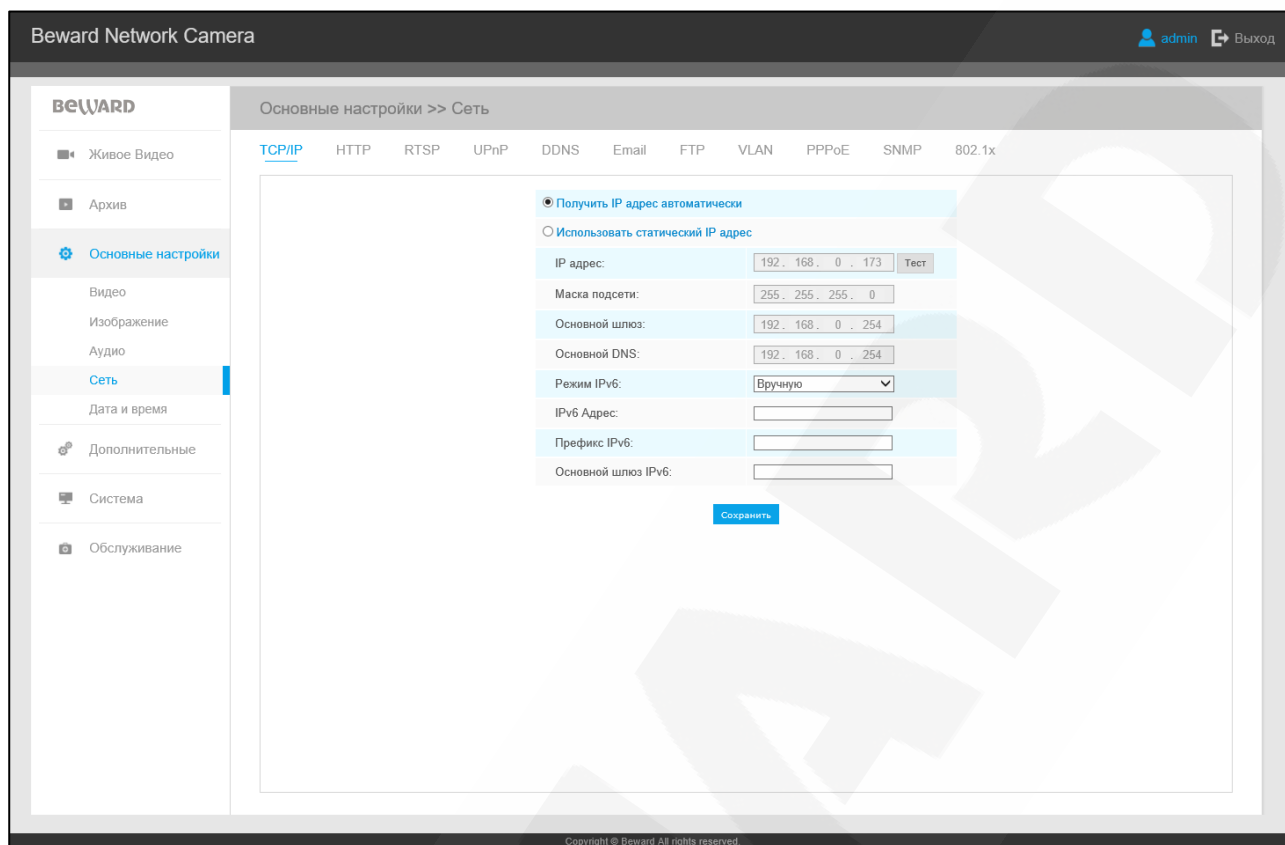 Beward Network Camera
admin Выход
BEWARD
Основные настройки >> Сеть
Живое Видео
Архив
Основные настройки
Видео
Изображение
Аудио
Сеть
Дата и время
Дополнительные
Система
Обслуживание
TCP/IP HTTP RTSP UPnP DDNS Email FTP VLAN PPPoE SNMP 802.1x
Получить IP адрес автоматически
Использовать статический IP адрес
IP адрес: 192. 168. 0 . 173 Тест
Маска подсети: 255. 255. 255. 0
Основной шлюз: 192. 168. 0 . 254
Основной DNS: 192. 168. 0 . 254
Режим IPv6: Вручную
IPv6 Адрес:
Префикс IPv6:
Основной шлюз IPv6:
Сохранить
Copyright © Beward All rights reserved.